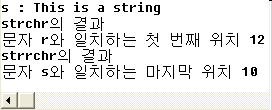 s : This is a string
strchr의 결과
문자 r와 일치하는 첫 번째 위치 12
strrchr의 결과
문자 s와 일치하는 마지막 위치 10